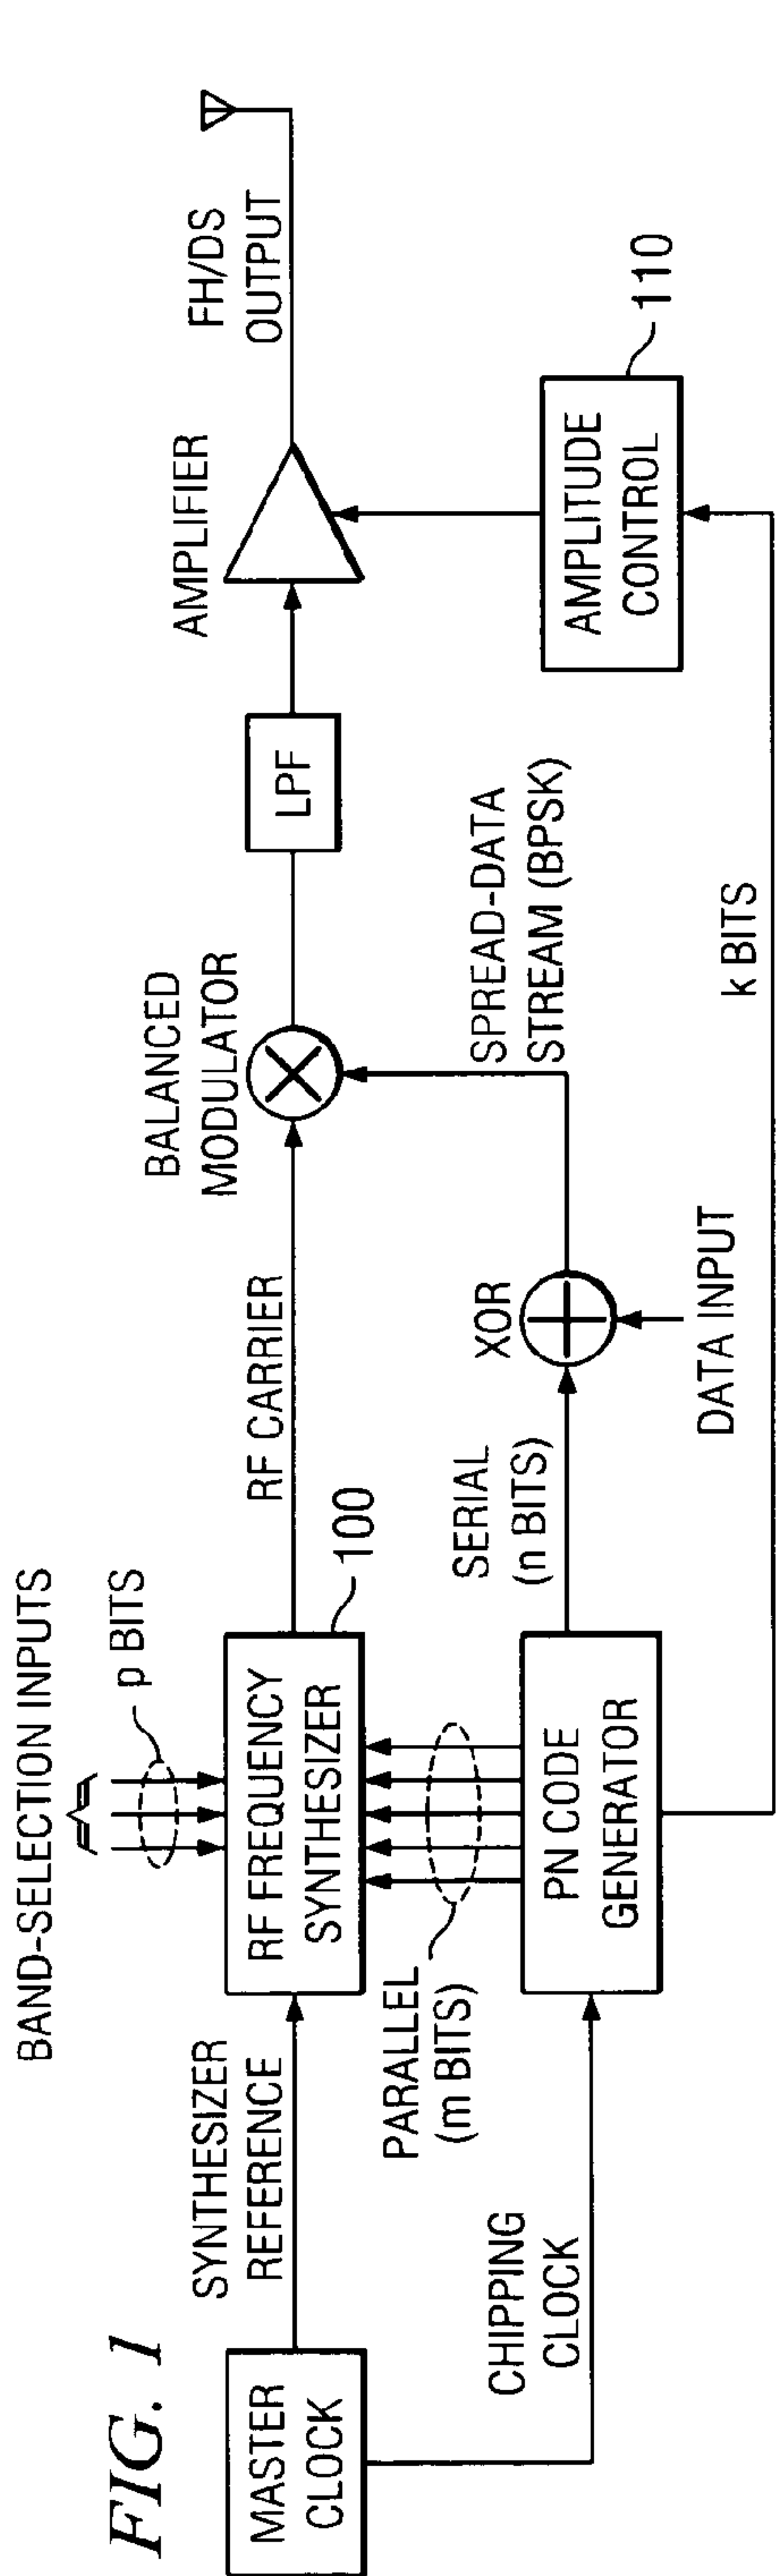 FIG. 1
BAND-SELECTION INPUTS
p BITS
MASTER
CLOCK
SYNTHESIZER
REFERENCE
RF FREQUENCY
SYNTHESIZER
100
RF CARRIER
BALANCED
MODULATOR
LPF
AMPLIFIER
FH/DS
OUTPUT
CHIPPING
CLOCK
PARALLEL
(m BITS)
PN CODE
GENERATOR
SERIAL
(n BITS)
XOR
DATA INPUT
SPREAD-DATA
STREAM (BPSK)
k BITS
AMPLITUDE
CONTROL
110